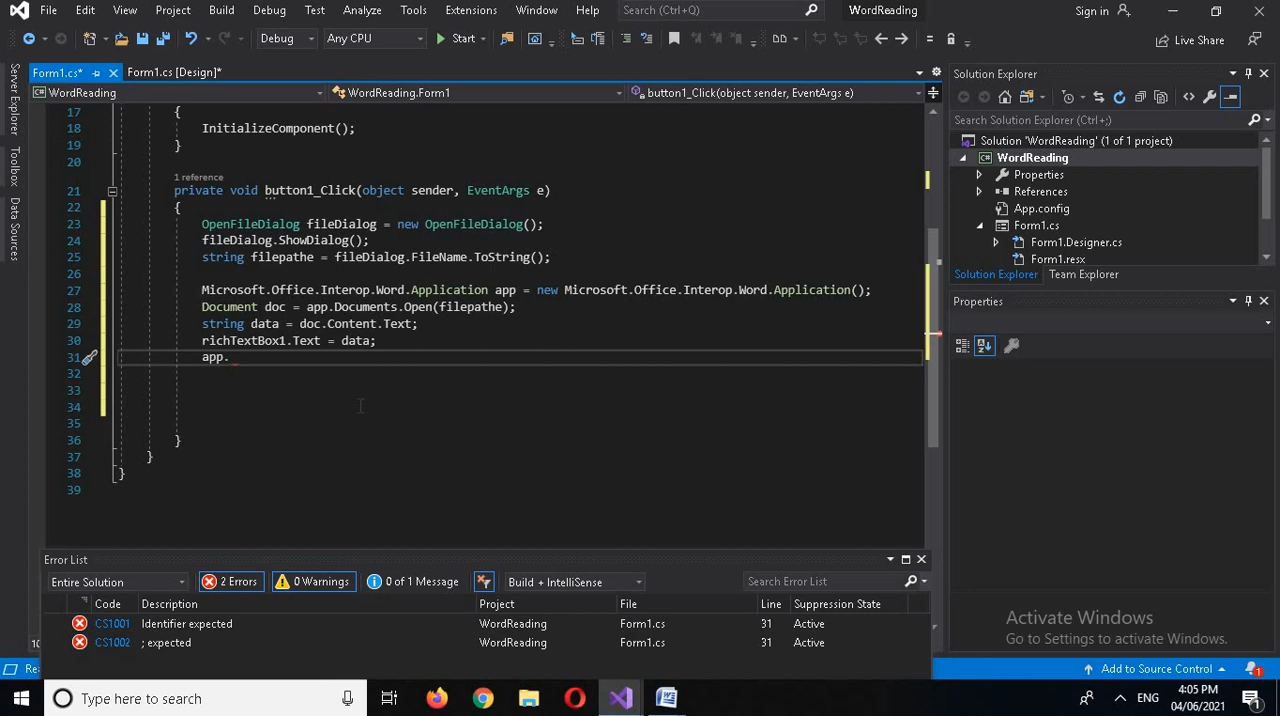 File Edit View Project Build Debug Test Analyze Tools Extensions Window Help Search (Ctrl+Q) WordReading Sign in
Debug Any CPU Start Live Share
Server Explorer
Toolbox
Data Sources
Form1.cs* Form1.cs [Design]*
WordReading WordReading.Form1 button1_Click(object sender, EventArgs e)
17 {
18 InitializeComponent();
19 }
20
1 reference
21 private void button1_Click(object sender, EventArgs e)
22 {
23 OpenFileDialog fileDialog = new OpenFileDialog();
24 fileDialog.ShowDialog();
25 string filepathe = fileDialog.FileName.ToString();
26
27 Microsoft.Office.Interop.Word.Application app = new Microsoft.Office.Interop.Word.Application();
28 Document doc = app.Documents.Open(filepathe);
29 string data = doc.Content.Text;
30 richTextBox1.Text = data;
31 app.
32
33
34
35
36 }
37 }
38 }
39
Solution Explorer
Search Solution Explorer (Ctrl+;)
Solution 'WordReading' (1 of 1 project)
C# WordReading
Properties
References
App.config
Form1.cs
Form1.Designer.cs
Form1.resx
Solution Explorer Team Explorer
Properties
Error List
Entire Solution 2 Errors 0 Warnings 0 of 1 Message Build + IntelliSense Search Error List
Code Description Project File Line Suppression State
CS1001 Identifier expected WordReading Form1.cs 31 Active
CS1002 ; expected WordReading Form1.cs 31 Active
Activate Windows
Go to Settings to activate Windows.
Add to Source Control 1
Type here to search ENG 4:05 PM
04/06/2021 1